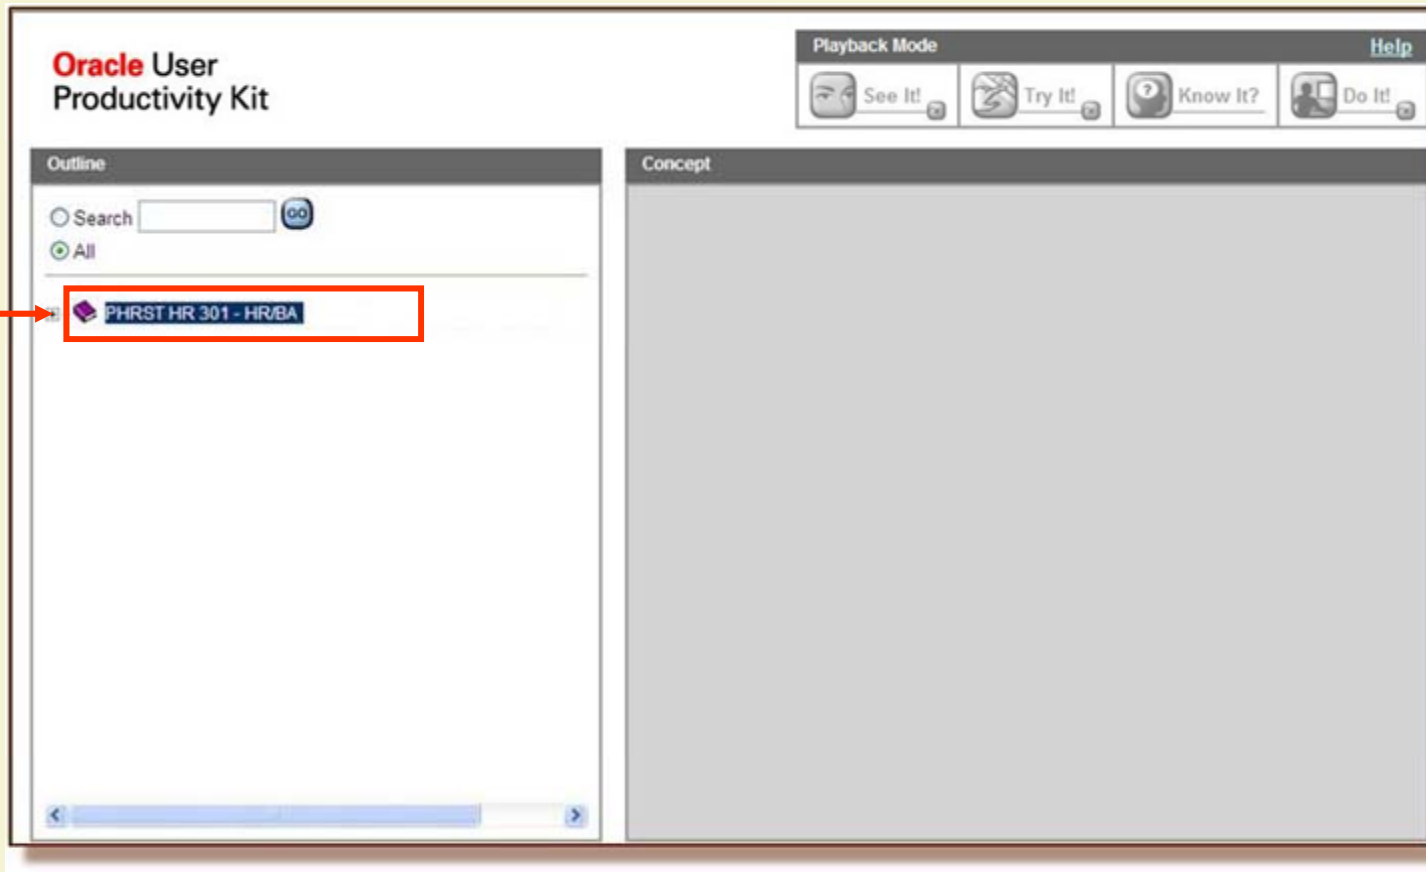 Oracle User
Productivity Kit
Playback Mode
Help
See It!
Try It!
Know It?
Do It!
Outline
Concept
Search
GO
All
PHRST HR 301 - HR/BA